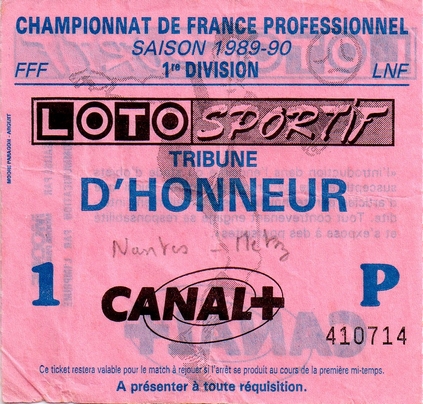 CHAMPIONNAT DE FRANCE PROFESSIONNEL
SAISON 1989-90
FFF 1re DIVISION LNF
LOTO SPORTIF
TRIBUNE
D'HONNEUR
Nantes - Metz
1 P
CANAL+
410714
Ce ticket restera valable pour le match à rejouer si l'arrêt se produit au cours de la première mi-temps.
A présenter à toute réquisition.